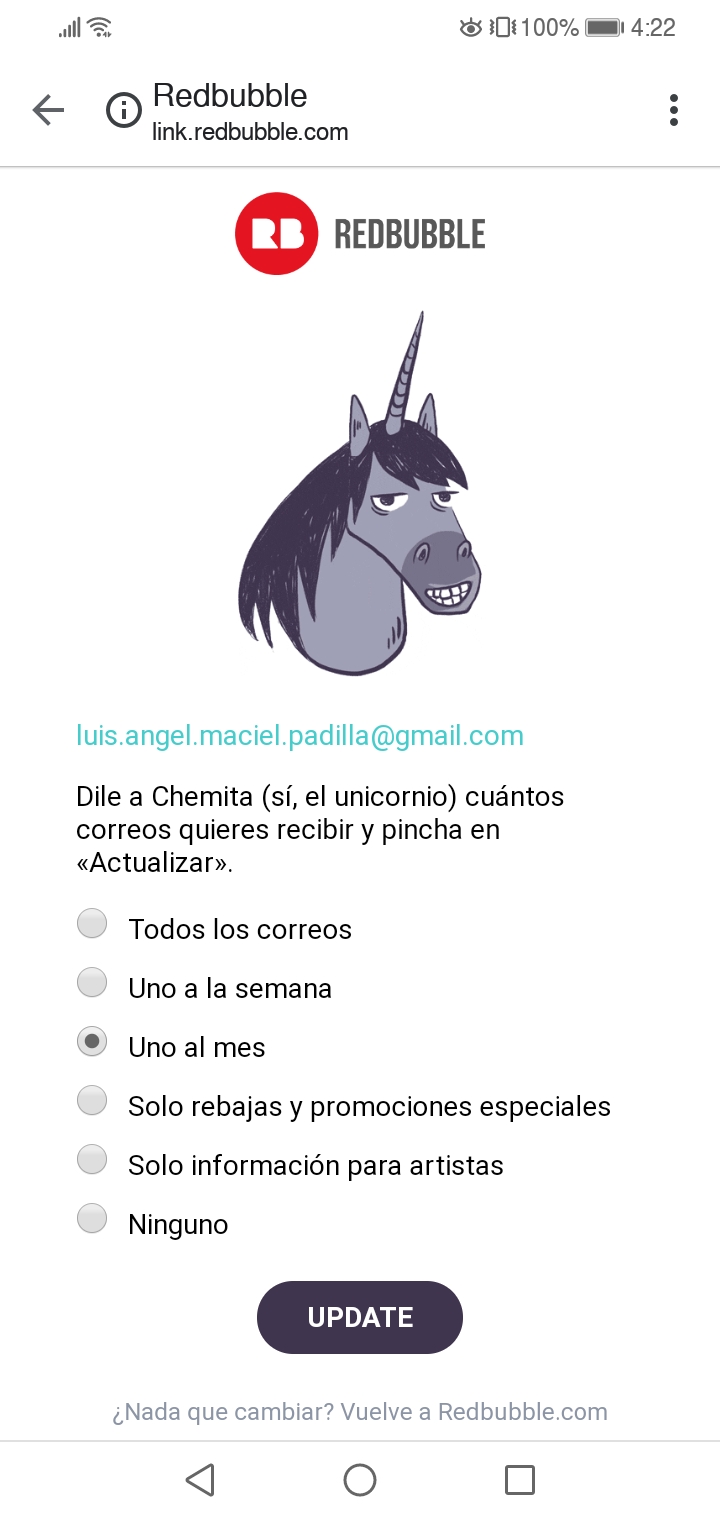 100% 4:22
Redbubble
link.redbubble.com
RB REDBUBBLE
luis.angel.maciel.padilla@gmail.com
Dile a Chemita (sí, el unicornio) cuántos
correos quieres recibir y pincha en
«Actualizar».
Todos los correos
Uno a la semana
Uno al mes
Solo rebajas y promociones especiales
Solo información para artistas
Ninguno
UPDATE
¿Nada que cambiar? Vuelve a Redbubble.com